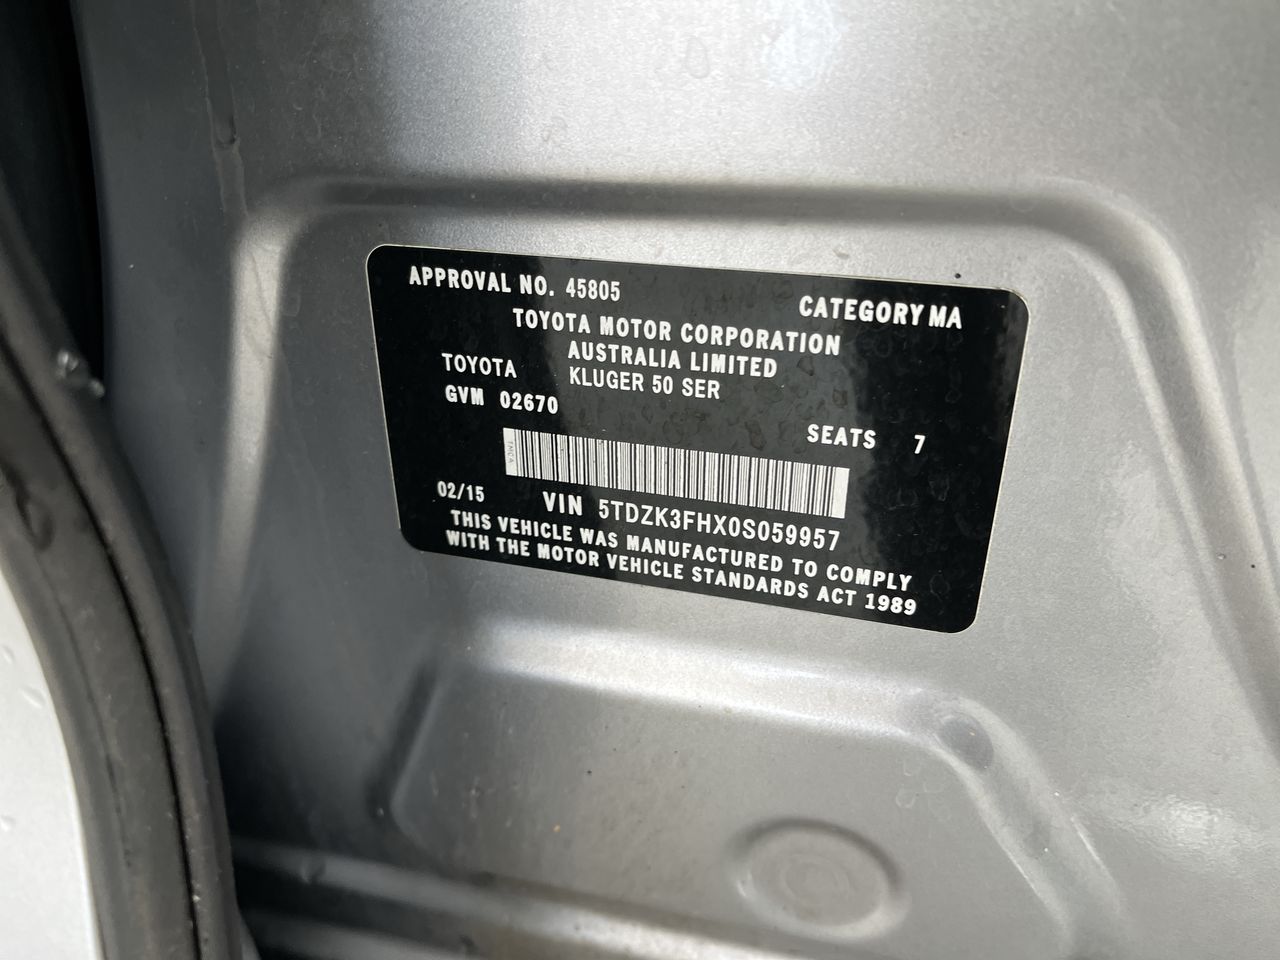 APPROVAL NO. 45805 CATEGORY MA
TOYOTA MOTOR CORPORATION
AUSTRALIA LIMITED
TOYOTA KLUGER 50 SER
GVM 02670
SEATS 7
02/15 VIN 5TDZK3FHX0S059957
THIS VEHICLE WAS MANUFACTURED TO COMPLY
WITH THE MOTOR VEHICLE STANDARDS ACT 1989